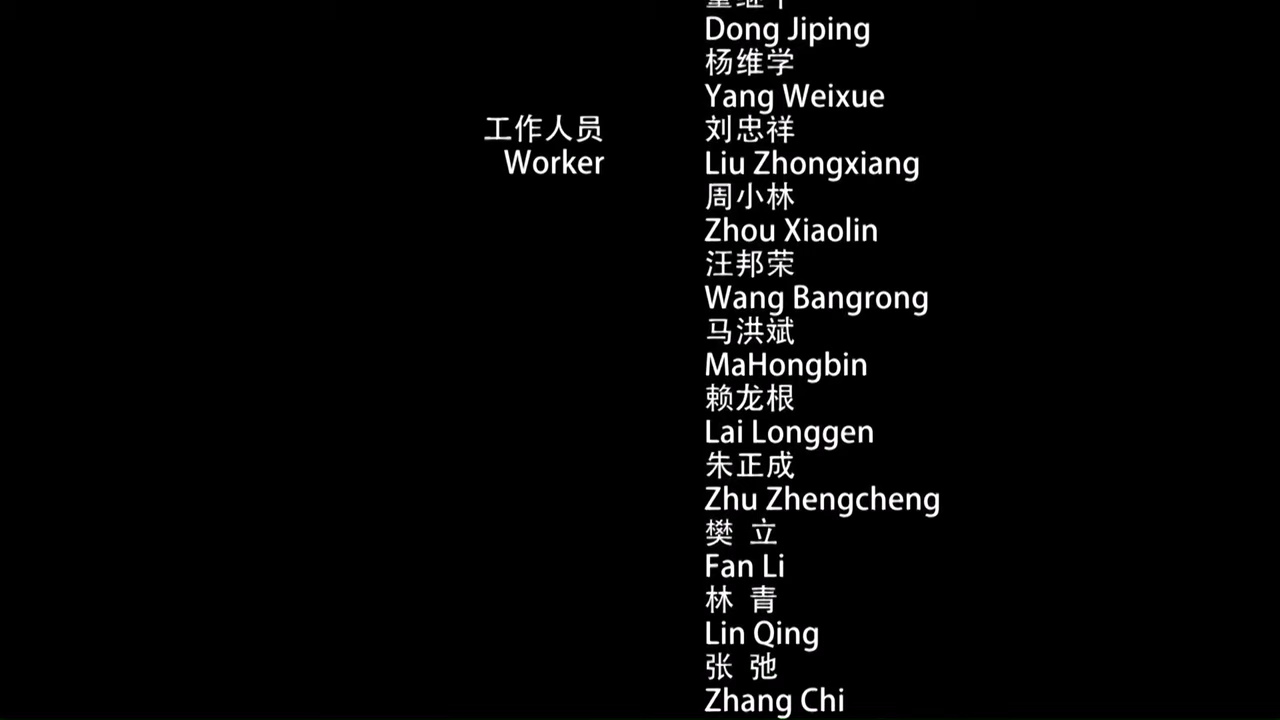 Dong Jiping
杨维学
Yang Weixue
工作人员 刘忠祥
Worker Liu Zhongxiang
周小林
Zhou Xiaolin
汪邦荣
Wang Bangrong
马洪斌
MaHongbin
赖龙根
Lai Longgen
朱正成
Zhu Zhengcheng
樊 立
Fan Li
林 青
Lin Qing
张 弛
Zhang Chi